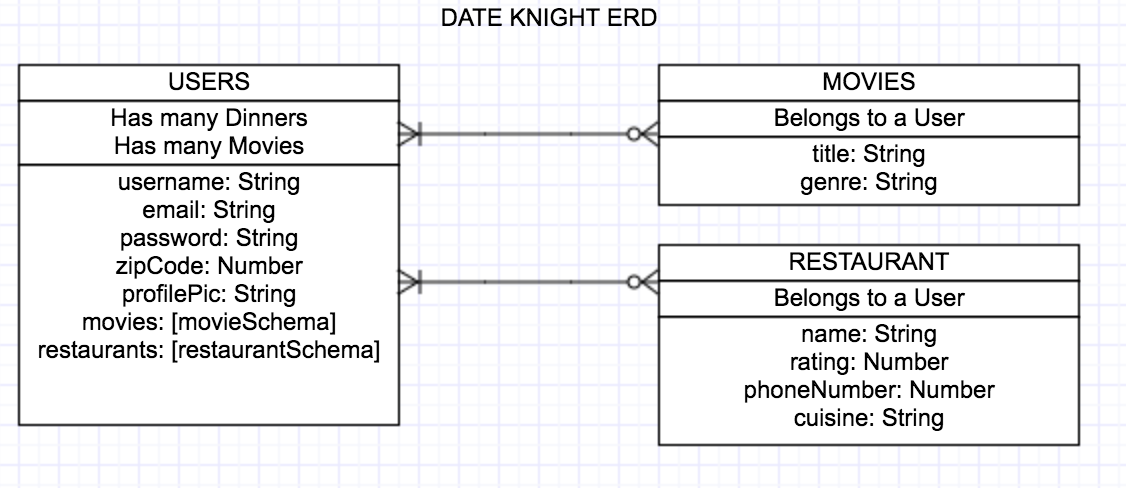 DATE KNIGHT ERD
USERS
Has many Dinners
Has many Movies
username: String
email: String
password: String
zipCode: Number
profilePic: String
movies: [movieSchema]
restaurants: [restaurantSchema]
MOVIES
Belongs to a User
title: String
genre: String
RESTAURANT
Belongs to a User
name: String
rating: Number
phoneNumber: Number
cuisine: String